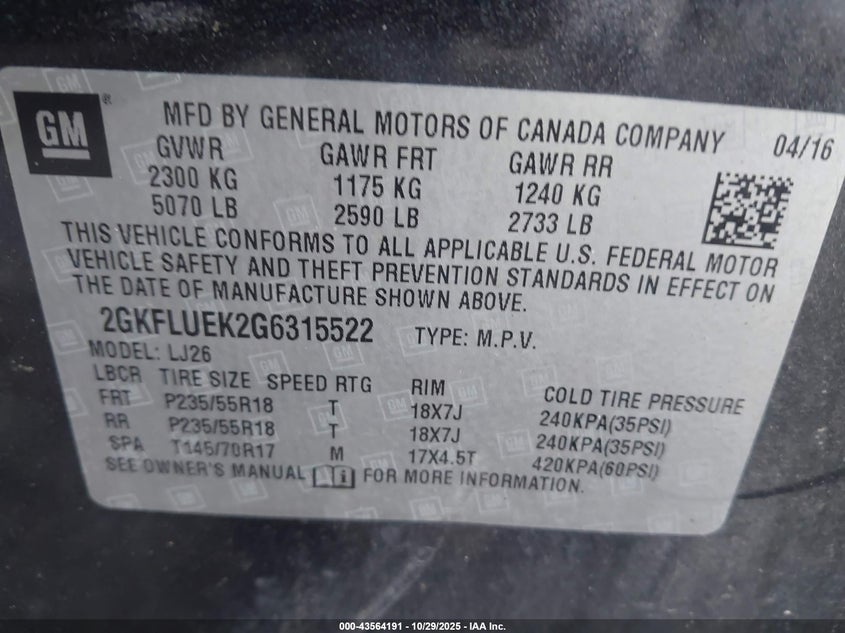 GM
MFD BY GENERAL MOTORS OF CANADA COMPANY 04/16
GVWR GAWR FRT GAWR RR
2300 KG 1175 KG 1240 KG
5070 LB 2590 LB 2733 LB
THIS VEHICLE CONFORMS TO ALL APPLICABLE U.S. FEDERAL MOTOR
VEHICLE SAFETY AND THEFT PREVENTION STANDARDS IN EFFECT ON
THE DATE OF MANUFACTURE SHOWN ABOVE.
2GKFLUEK2G6315522 TYPE: M.P.V.
MODEL: LJ26
LBCR TIRE SIZE SPEED RTG RIM COLD TIRE PRESSURE
FRT P235/55R18 T 18X7J 240KPA(35PSI)
RR P235/55R18 T 18X7J 240KPA(35PSI)
SPA T145/70R17 M 17X4.5T 420KPA(60PSI)
SEE OWNER'S MANUAL FOR MORE INFORMATION.
000-43564191 - 10/29/2025 - IAA Inc.